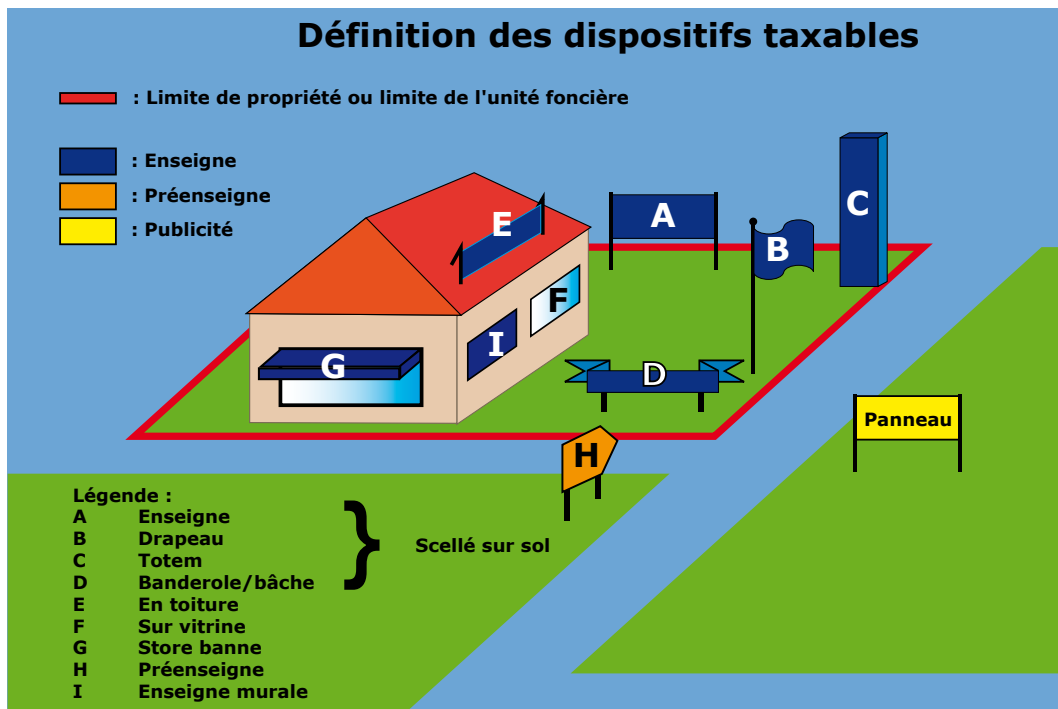 Définition des dispositifs taxables
: Limite de propriété ou limite de l'unité foncière
: Enseigne
: Préenseigne
: Publicité
E
A
C
B
F
I
G
D
Panneau
H
Légende :
A Enseigne
B Drapeau
C Totem
D Banderole/bâche
Scellé sur sol
E En toiture
F Sur vitrine
G Store banne
H Préenseigne
I Enseigne murale